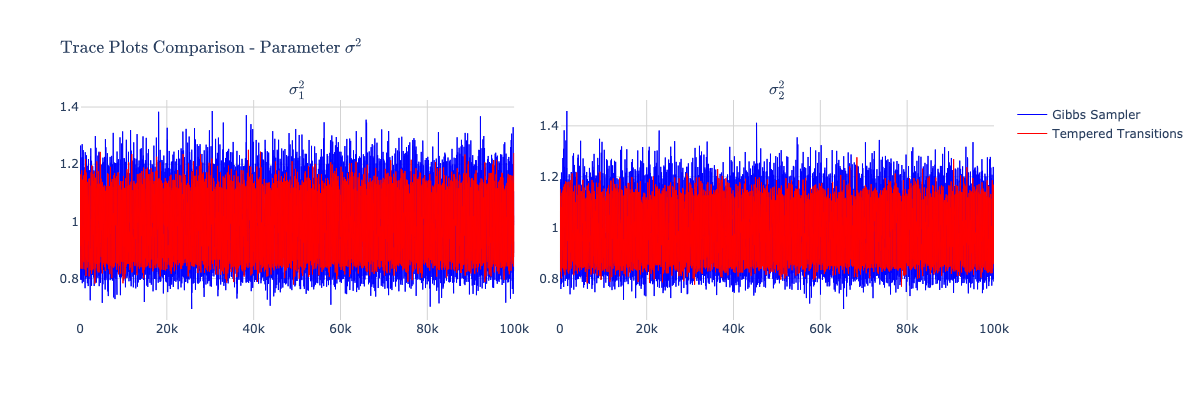 Trace Plots Comparison - Parameter σ²
σ₁²
σ₂²
1.4
1.2
1
0.8
0
20k
40k
60k
80k
100k
1.4
1.2
1
0.8
0
20k
40k
60k
80k
100k
Gibbs Sampler
Tempered Transitions